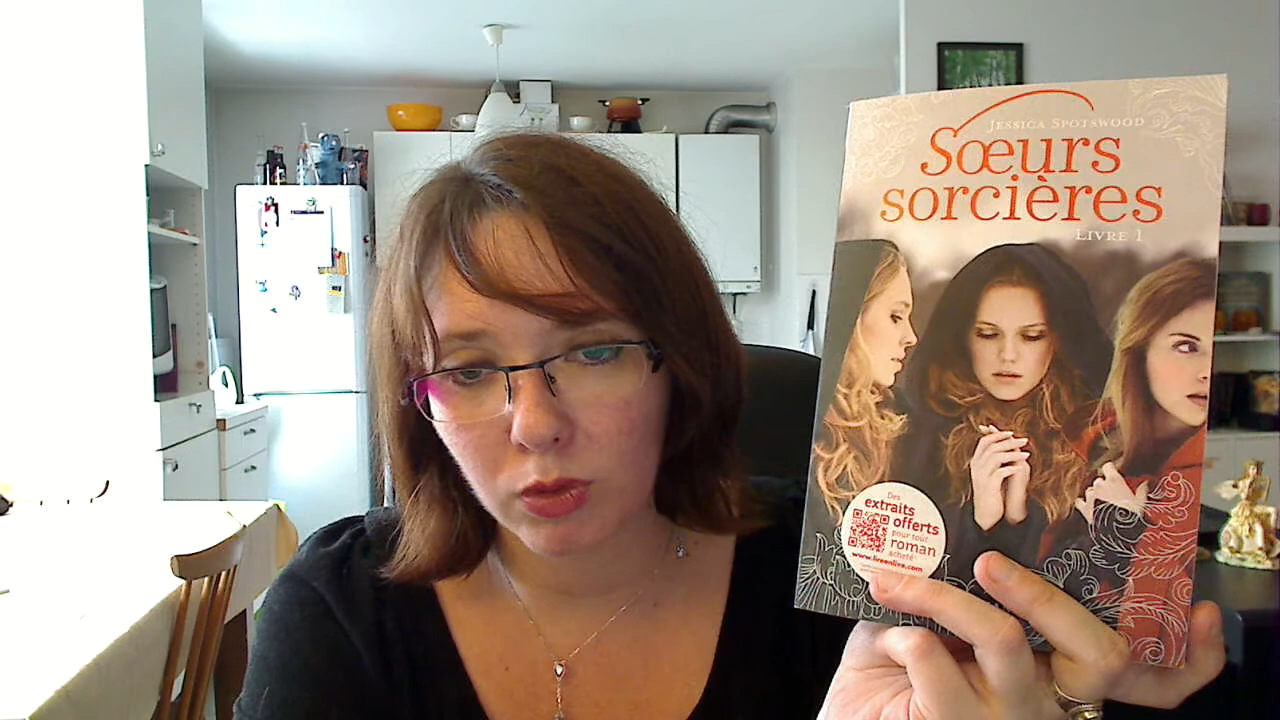 JESSICA SPOTSWOOD
Sœurs
sorcières
LIVRE 1
Des
extraits
offerts
pour tout
roman
acheté!
www.lireenlive.com